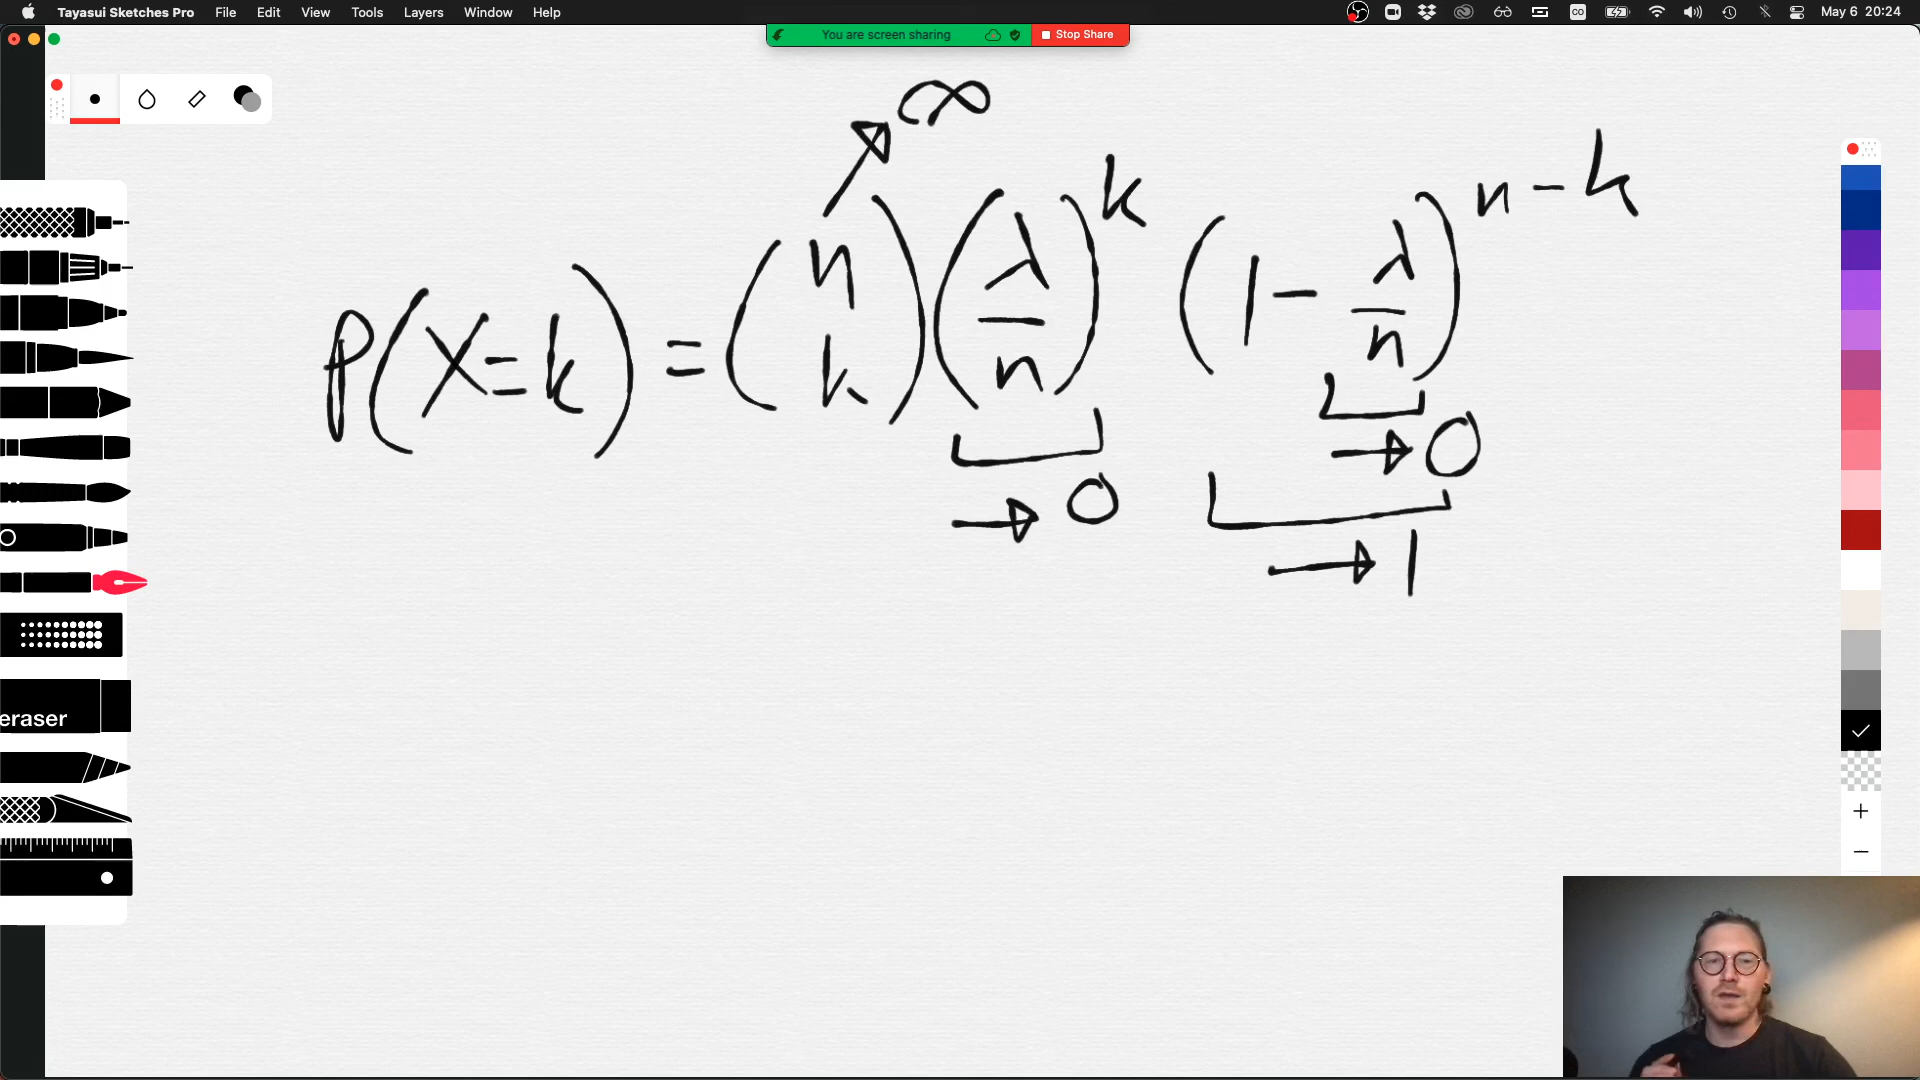 Tayasui Sketches Pro File Edit View Tools Layers Window Help May 6 20:24
You are screen sharing Stop Share
∞
P(X=k) = (n k) (λ/n)^k (1 - λ/n)^n-k
→ 0
→ 0
→ 1
eraser
+
−